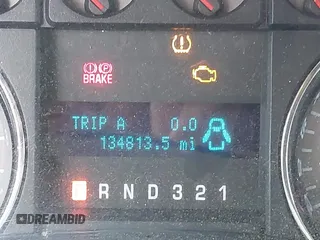 BRAKE
TRIP A 0.0
134813.5 mi
R N D 3 2 1
DREAMBID